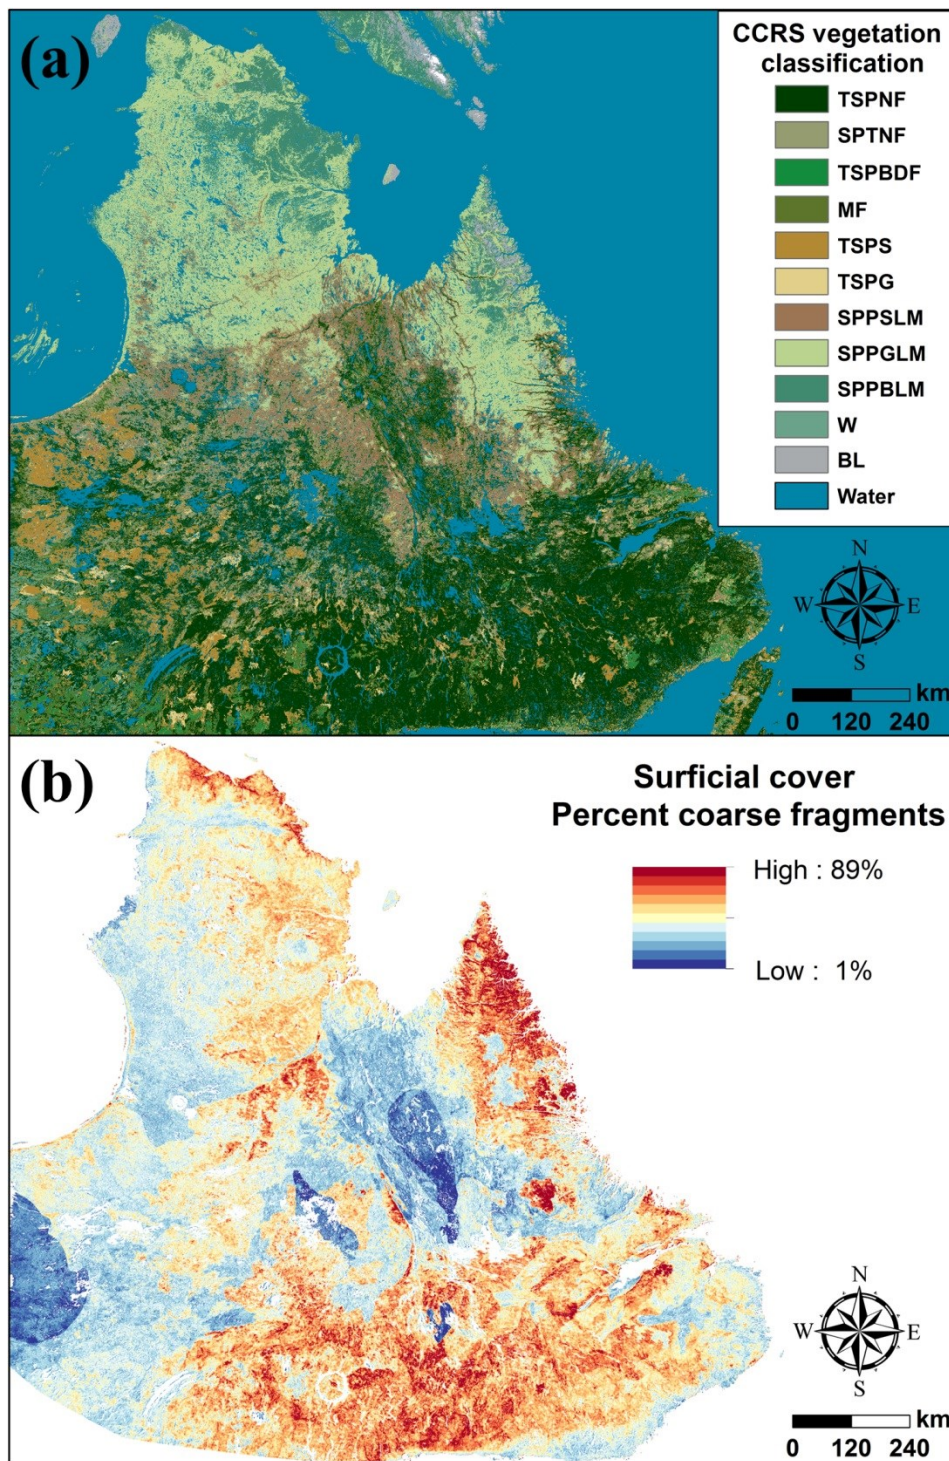 (a)
CCRS vegetation
classification
TSPNF
SPTNF
TSPBDF
MF
TSPS
TSPG
SPPSLM
SPPGLM
SPPBLM
W
BL
Water
N
W E
S
km
0 120 240
(b)
Surficial cover
Percent coarse fragments
High : 89%
Low : 1%
N
W E
S
km
0 120 240